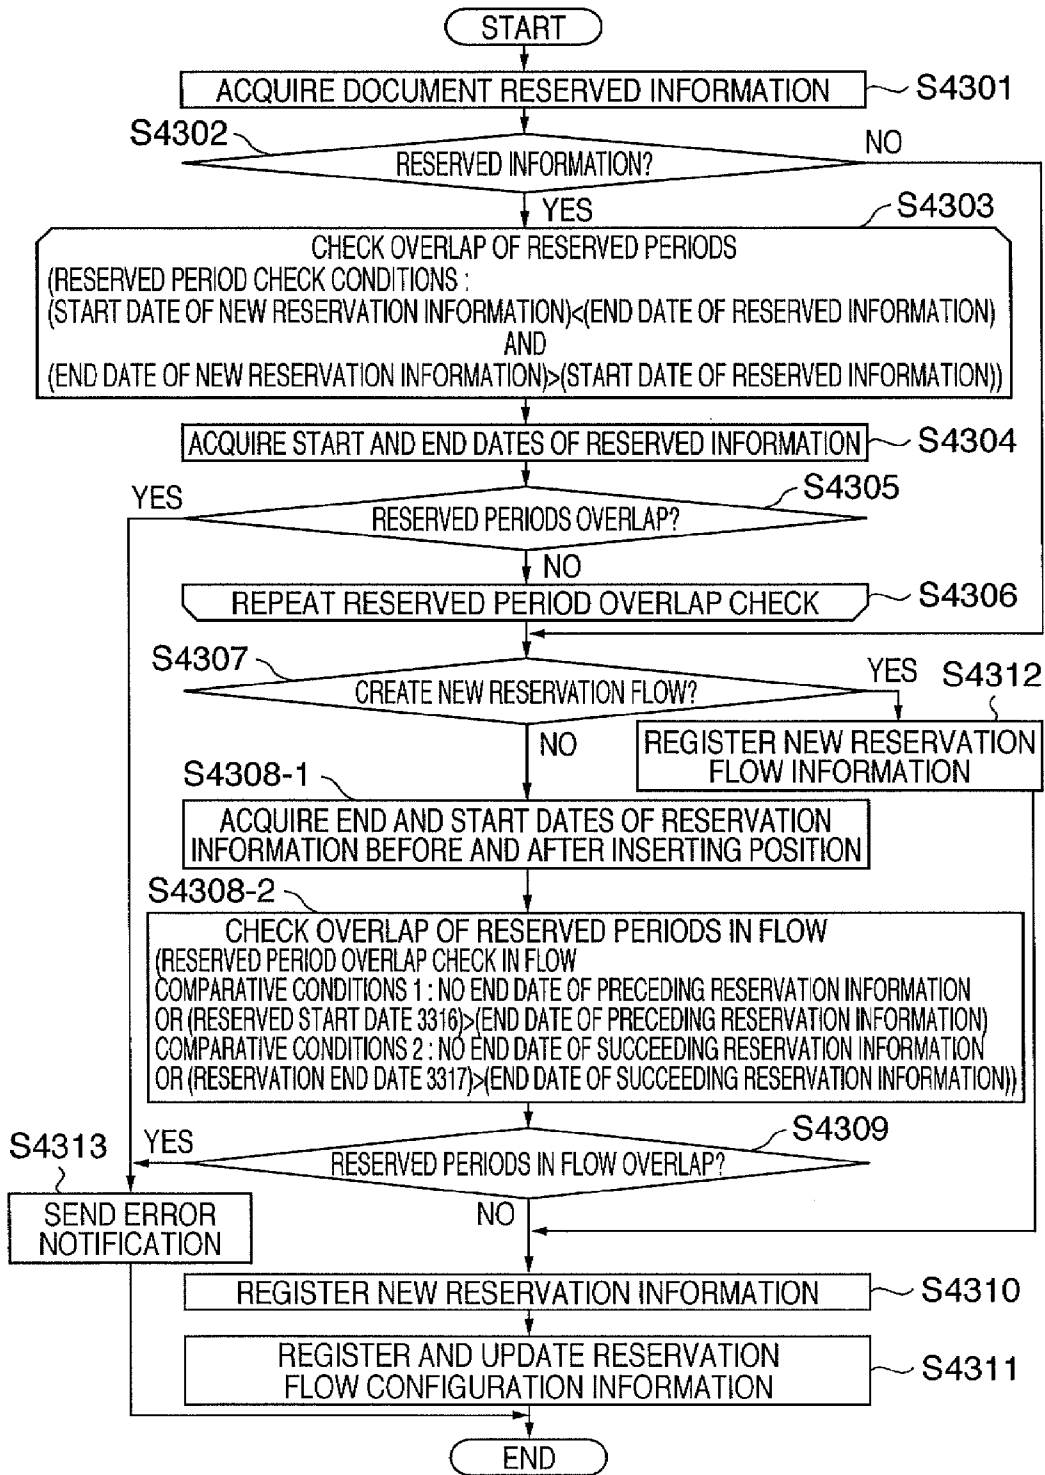 START
ACQUIRE DOCUMENT RESERVED INFORMATION
S4301
S4302
RESERVED INFORMATION?
NO
YES
S4303
CHECK OVERLAP OF RESERVED PERIODS
(RESERVED PERIOD CHECK CONDITIONS :
(START DATE OF NEW RESERVATION INFORMATION)<(END DATE OF RESERVED INFORMATION)
AND
(END DATE OF NEW RESERVATION INFORMATION)>(START DATE OF RESERVED INFORMATION))
ACQUIRE START AND END DATES OF RESERVED INFORMATION
S4304
S4305
YES
RESERVED PERIODS OVERLAP?
NO
REPEAT RESERVED PERIOD OVERLAP CHECK
S4306
S4307
CREATE NEW RESERVATION FLOW?
YES
S4312
NO
REGISTER NEW RESERVATION
FLOW INFORMATION
S4308-1
ACQUIRE END AND START DATES OF RESERVATION
INFORMATION BEFORE AND AFTER INSERTING POSITION
S4308-2
CHECK OVERLAP OF RESERVED PERIODS IN FLOW
(RESERVED PERIOD OVERLAP CHECK IN FLOW
COMPARATIVE CONDITIONS 1 : NO END DATE OF PRECEDING RESERVATION INFORMATION
OR (RESERVED START DATE 3316)>(END DATE OF PRECEDING RESERVATION INFORMATION)
COMPARATIVE CONDITIONS 2 : NO END DATE OF SUCCEEDING RESERVATION INFORMATION
OR (RESERVATION END DATE 3317)>(END DATE OF SUCCEEDING RESERVATION INFORMATION))
S4309
S4313
YES
RESERVED PERIODS IN FLOW OVERLAP?
NO
SEND ERROR
NOTIFICATION
REGISTER NEW RESERVATION INFORMATION
S4310
REGISTER AND UPDATE RESERVATION
FLOW CONFIGURATION INFORMATION
S4311
END